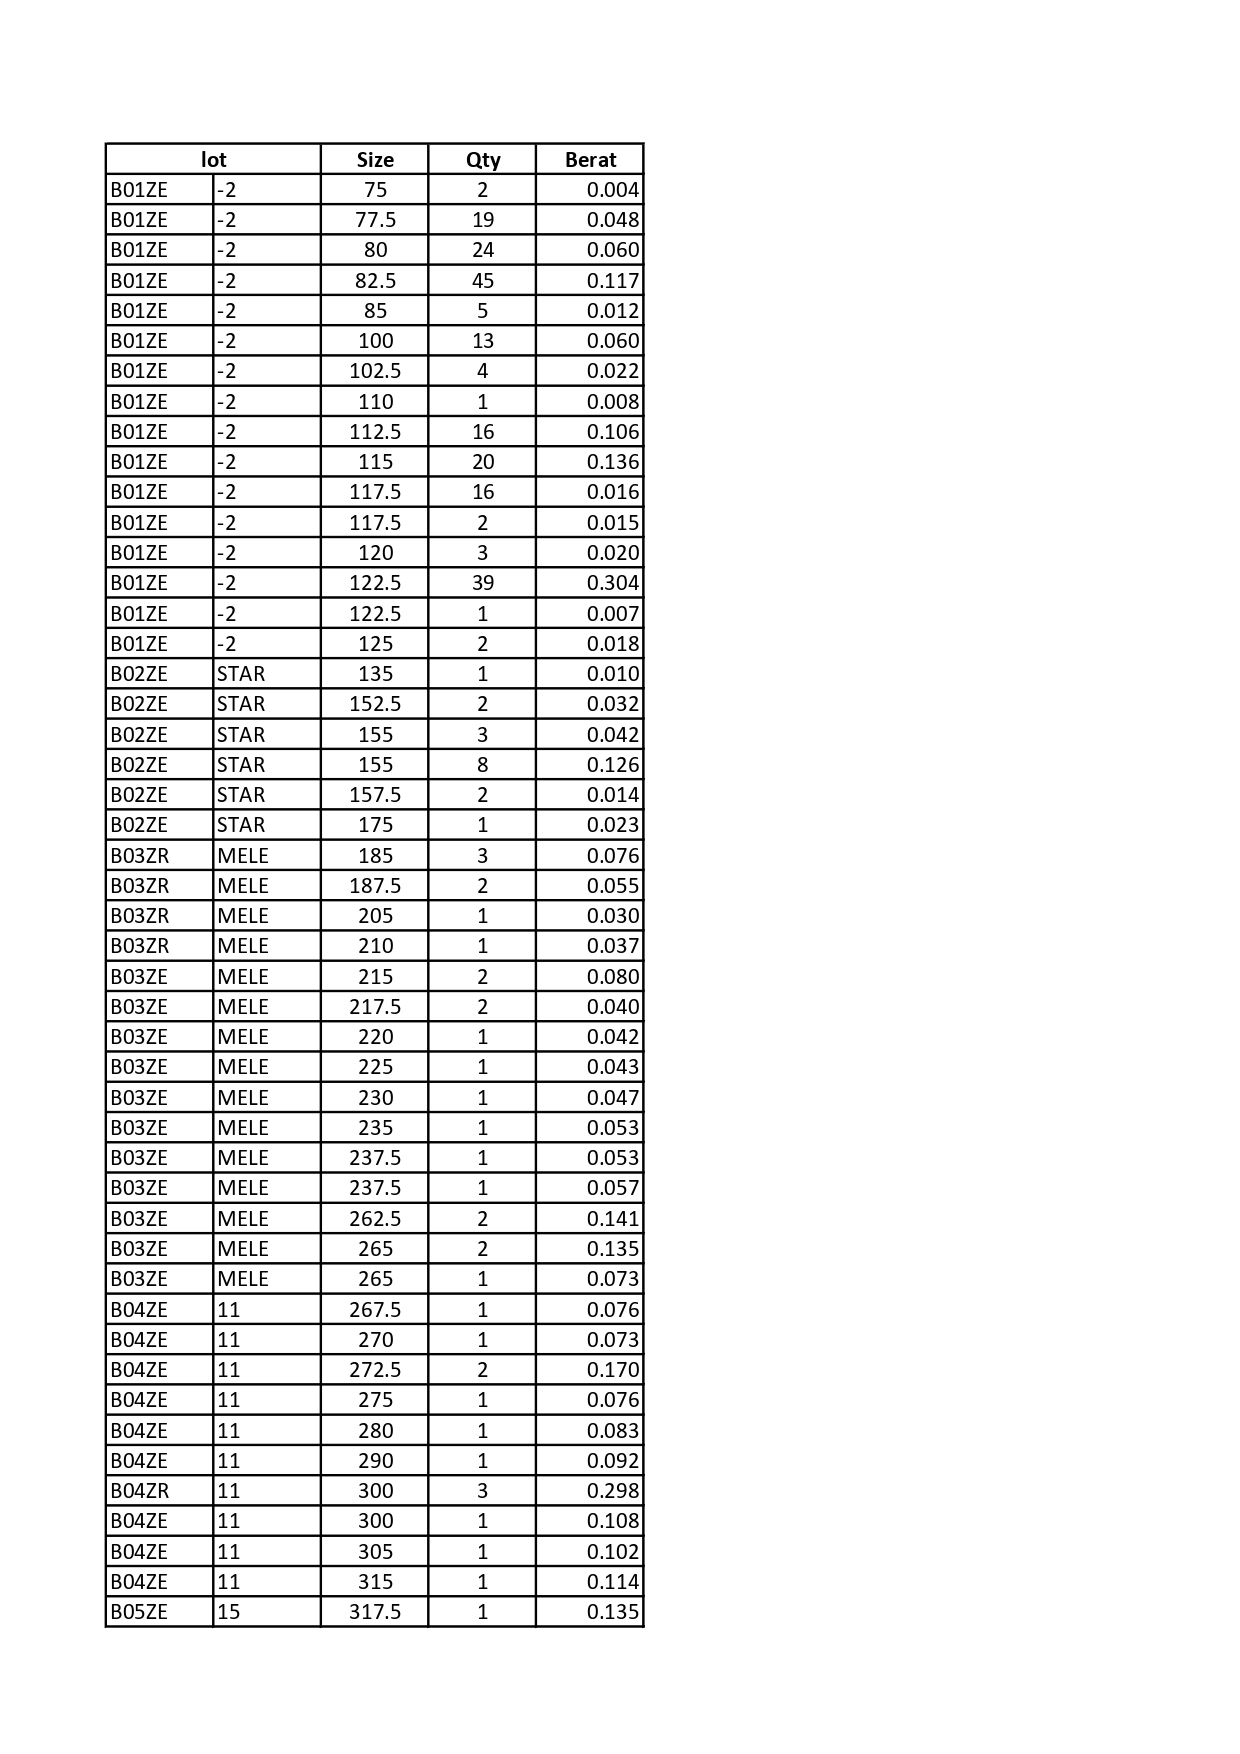 lot Size Qty Berat
B01ZE -2 75 2 0.004
B01ZE -2 77.5 19 0.048
B01ZE -2 80 24 0.060
B01ZE -2 82.5 45 0.117
B01ZE -2 85 5 0.012
B01ZE -2 100 13 0.060
B01ZE -2 102.5 4 0.022
B01ZE -2 110 1 0.008
B01ZE -2 112.5 16 0.106
B01ZE -2 115 20 0.136
B01ZE -2 117.5 16 0.016
B01ZE -2 117.5 2 0.015
B01ZE -2 120 3 0.020
B01ZE -2 122.5 39 0.304
B01ZE -2 122.5 1 0.007
B01ZE -2 125 2 0.018
B02ZE STAR 135 1 0.010
B02ZE STAR 152.5 2 0.032
B02ZE STAR 155 3 0.042
B02ZE STAR 155 8 0.126
B02ZE STAR 157.5 2 0.014
B02ZE STAR 175 1 0.023
B03ZR MELE 185 3 0.076
B03ZR MELE 187.5 2 0.055
B03ZR MELE 205 1 0.030
B03ZR MELE 210 1 0.037
B03ZE MELE 215 2 0.080
B03ZE MELE 217.5 2 0.040
B03ZE MELE 220 1 0.042
B03ZE MELE 225 1 0.043
B03ZE MELE 230 1 0.047
B03ZE MELE 235 1 0.053
B03ZE MELE 237.5 1 0.053
B03ZE MELE 237.5 1 0.057
B03ZE MELE 262.5 2 0.141
B03ZE MELE 265 2 0.135
B03ZE MELE 265 1 0.073
B04ZE 11 267.5 1 0.076
B04ZE 11 270 1 0.073
B04ZE 11 272.5 2 0.170
B04ZE 11 275 1 0.076
B04ZE 11 280 1 0.083
B04ZE 11 290 1 0.092
B04ZR 11 300 3 0.298
B04ZE 11 300 1 0.108
B04ZE 11 305 1 0.102
B04ZE 11 315 1 0.114
B05ZE 15 317.5 1 0.135